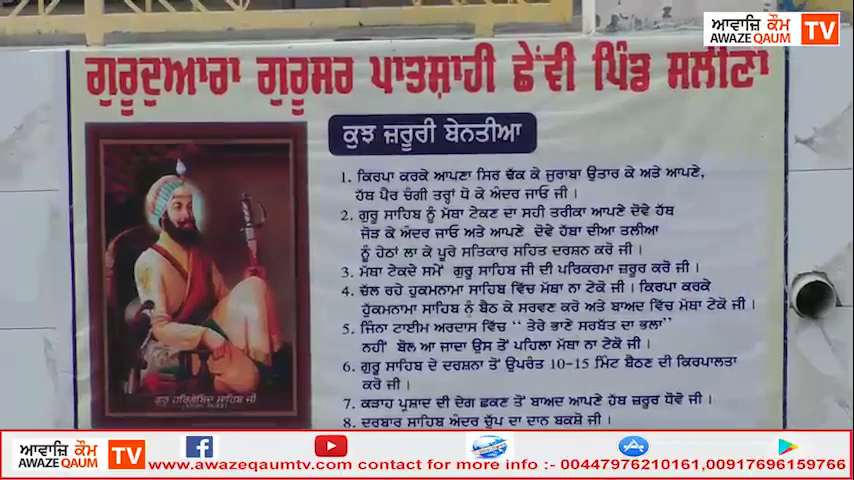 ਆਵਾਜ਼ਿ ਕੌਮ
AWAZE QAUM TV
ਗੁਰੂਦੁਆਰਾ ਗੁਰੂਸਰ ਪਾਤਸ਼ਾਹੀ ਛੇਂਵੀ ਪਿੰਡ ਸਲੀਣਾਂ
ਕੁਝ ਜ਼ਰੂਰੀ ਬੇਨਤੀਆ
1. ਕਿਰਪਾ ਕਰਕੇ ਆਪਣਾ ਸਿਰ ਢੱਕ ਕੇ ਜੁਰਾਬਾ ਉਤਾਰ ਕੇ ਅਤੇ ਆਪਣੇ,
ਹੱਥ ਪੈਰ ਚੰਗੀ ਤਰ੍ਹਾਂ ਧੋ ਕੇ ਅੰਦਰ ਜਾਓ ਜੀ ।
2. ਗੁਰੂ ਸਾਹਿਬ ਨੂੰ ਮੱਥਾ ਟੇਕਣ ਦਾ ਸਹੀ ਤਰੀਕਾ ਆਪਣੇ ਦੋਵੇ ਹੱਥ
ਜੋੜ ਕੇ ਅੰਦਰ ਜਾਓ ਅਤੇ ਆਪਣੇ ਦੋਵੇ ਹੱਥਾ ਦੀਆ ਤਲੀਆ
ਨੂੰ ਹੇਠਾਂ ਲਾ ਕੇ ਪੂਰੇ ਸਤਿਕਾਰ ਸਹਿਤ ਦਰਸ਼ਨ ਕਰੋ ਜੀ ।
3. ਮੱਥਾ ਟੇਕਦੇ ਸਮੇਂ ਗੁਰੂ ਸਾਹਿਬ ਜੀ ਦੀ ਪਰਿਕਰਮਾ ਜ਼ਰੂਰ ਕਰੋ ਜੀ ।
4. ਚੱਲ ਰਹੇ ਹੁਕਮਨਾਮਾ ਸਾਹਿਬ ਵਿੱਚ ਮੱਥਾ ਨਾ ਟੇਕੋ ਜੀ । ਕਿਰਪਾ ਕਰਕੇ
ਹੁੱਕਮਨਾਮਾ ਸਾਹਿਬ ਨੂੰ ਬੈਠ ਕੇ ਸਰਵਣ ਕਰੋ ਅਤੇ ਬਾਅਦ ਵਿੱਚ ਮੱਥਾ ਟੇਕੋ ਜੀ ।
5. ਜਿੰਨਾ ਟਾਈਮ ਅਰਦਾਸ ਵਿੱਚ " ਤੇਰੇ ਭਾਣੇ ਸਰਬੱਤ ਦਾ ਭਲਾ"
ਨਹੀਂ ਬੋਲ ਆ ਜਾਦਾ ਉਸ ਤੋਂ ਪਹਿਲਾ ਮੱਥਾ ਨਾ ਟੇਕੋ ਜੀ ।
6. ਗੁਰੂ ਸਾਹਿਬ ਦੇ ਦਰਸ਼ਨਾ ਤੋਂ ਉਪਰੰਤ 10-15 ਮਿੰਟ ਬੈਠਣ ਦੀ ਕਿਰਪਾਲਤਾ
ਕਰੋ ਜੀ ।
7. ਕੜਾਹ ਪ੍ਰਸ਼ਾਦ ਦੀ ਦੇਗ ਛਕਣ ਤੋਂ ਬਾਅਦ ਆਪਣੇ ਹੱਥ ਜ਼ਰੂਰ ਧੋਵੋ ਜੀ ।
8. ਦਰਬਾਰ ਸਾਹਿਬ ਅੰਦਰ ਚੁੱਪ ਦਾ ਦਾਨ ਬਕਸ਼ੋ ਜੀ ।
ਗੁਰੂ ਹਰਿਗੋਬਿੰਦ ਸਾਹਿਬ ਜੀ
ਆਵਾਜ਼ਿ ਕੌਮ
AWAZE QAUM TV
www.awazeqaumtv.com contact for more info :- 00447976210161,00917696159766